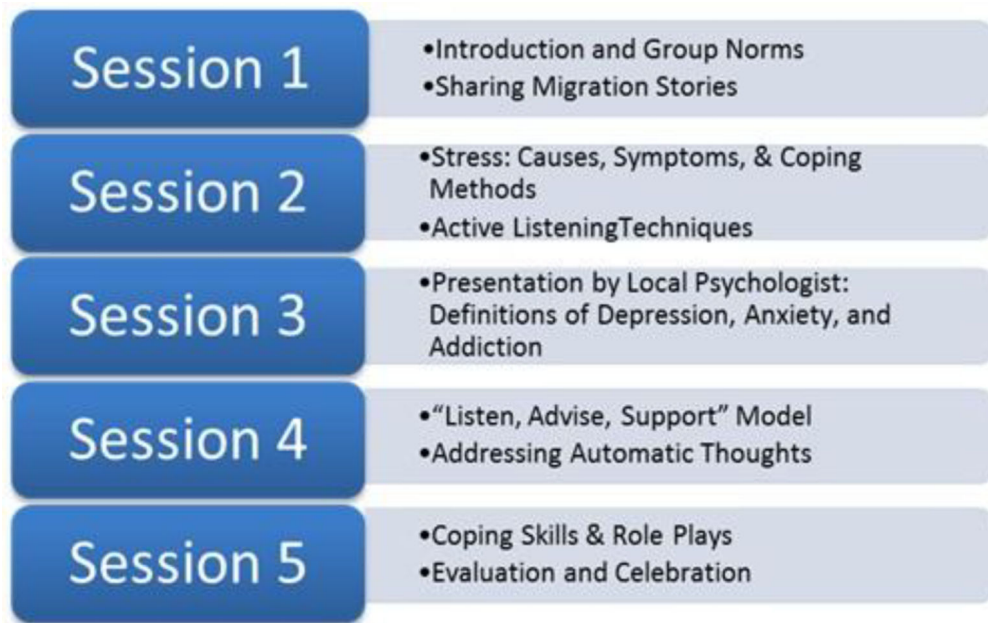 Session 1
•Introduction and Group Norms
•Sharing Migration Stories
Session 2
•Stress: Causes, Symptoms, & Coping
Methods
•Active ListeningTechniques
Session 3
•Presentation by Local Psychologist:
Definitions of Depression, Anxiety, and
Addiction
Session 4
•“Listen, Advise, Support” Model
•Addressing Automatic Thoughts
Session 5
•Coping Skills & Role Plays
•Evaluation and Celebration